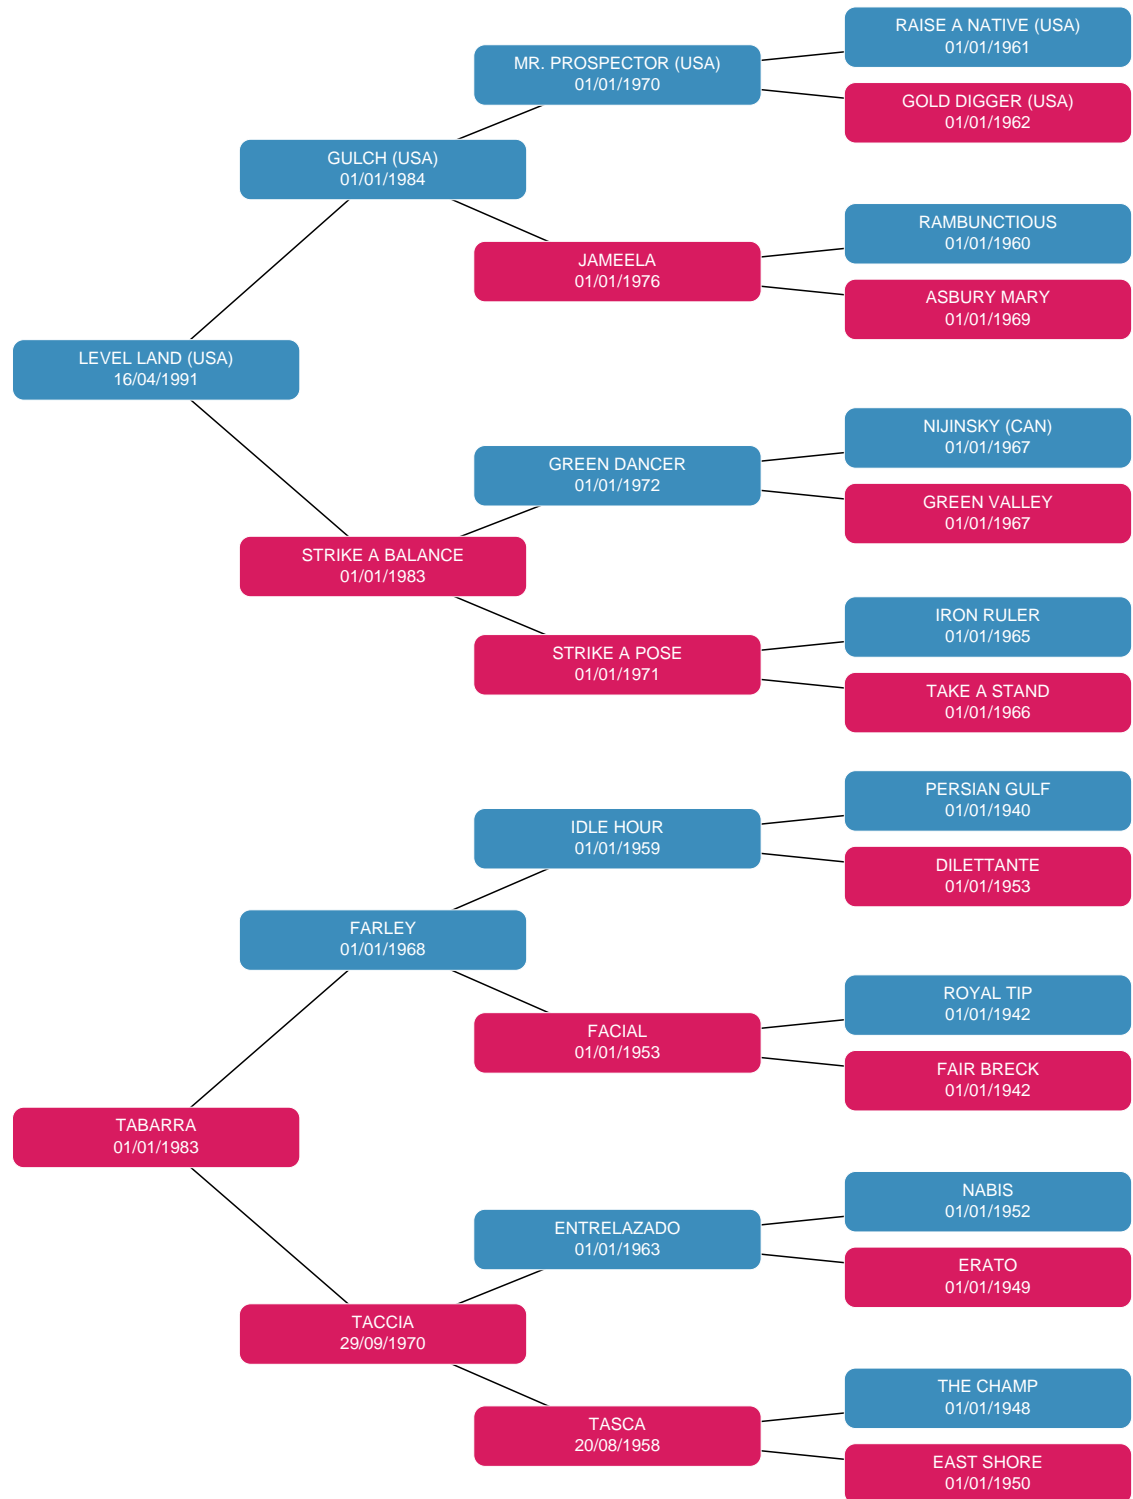 RAISE A NATIVE (USA)
01/01/1961
MR. PROSPECTOR (USA)
01/01/1970
GOLD DIGGER (USA)
01/01/1962
GULCH (USA)
01/01/1984
RAMBUNCTIOUS
01/01/1960
JAMEELA
01/01/1976
ASBURY MARY
01/01/1969
LEVEL LAND (USA)
16/04/1991
NIJINSKY (CAN)
01/01/1967
GREEN DANCER
01/01/1972
GREEN VALLEY
01/01/1967
STRIKE A BALANCE
01/01/1983
IRON RULER
01/01/1965
STRIKE A POSE
01/01/1971
TAKE A STAND
01/01/1966
PERSIAN GULF
01/01/1940
IDLE HOUR
01/01/1959
DILETTANTE
01/01/1953
FARLEY
01/01/1968
ROYAL TIP
01/01/1942
FACIAL
01/01/1953
FAIR BRECK
01/01/1942
TABARRA
01/01/1983
NABIS
01/01/1952
ENTRELAZADO
01/01/1963
ERATO
01/01/1949
TACCIA
29/09/1970
THE CHAMP
01/01/1948
TASCA
20/08/1958
EAST SHORE
01/01/1950